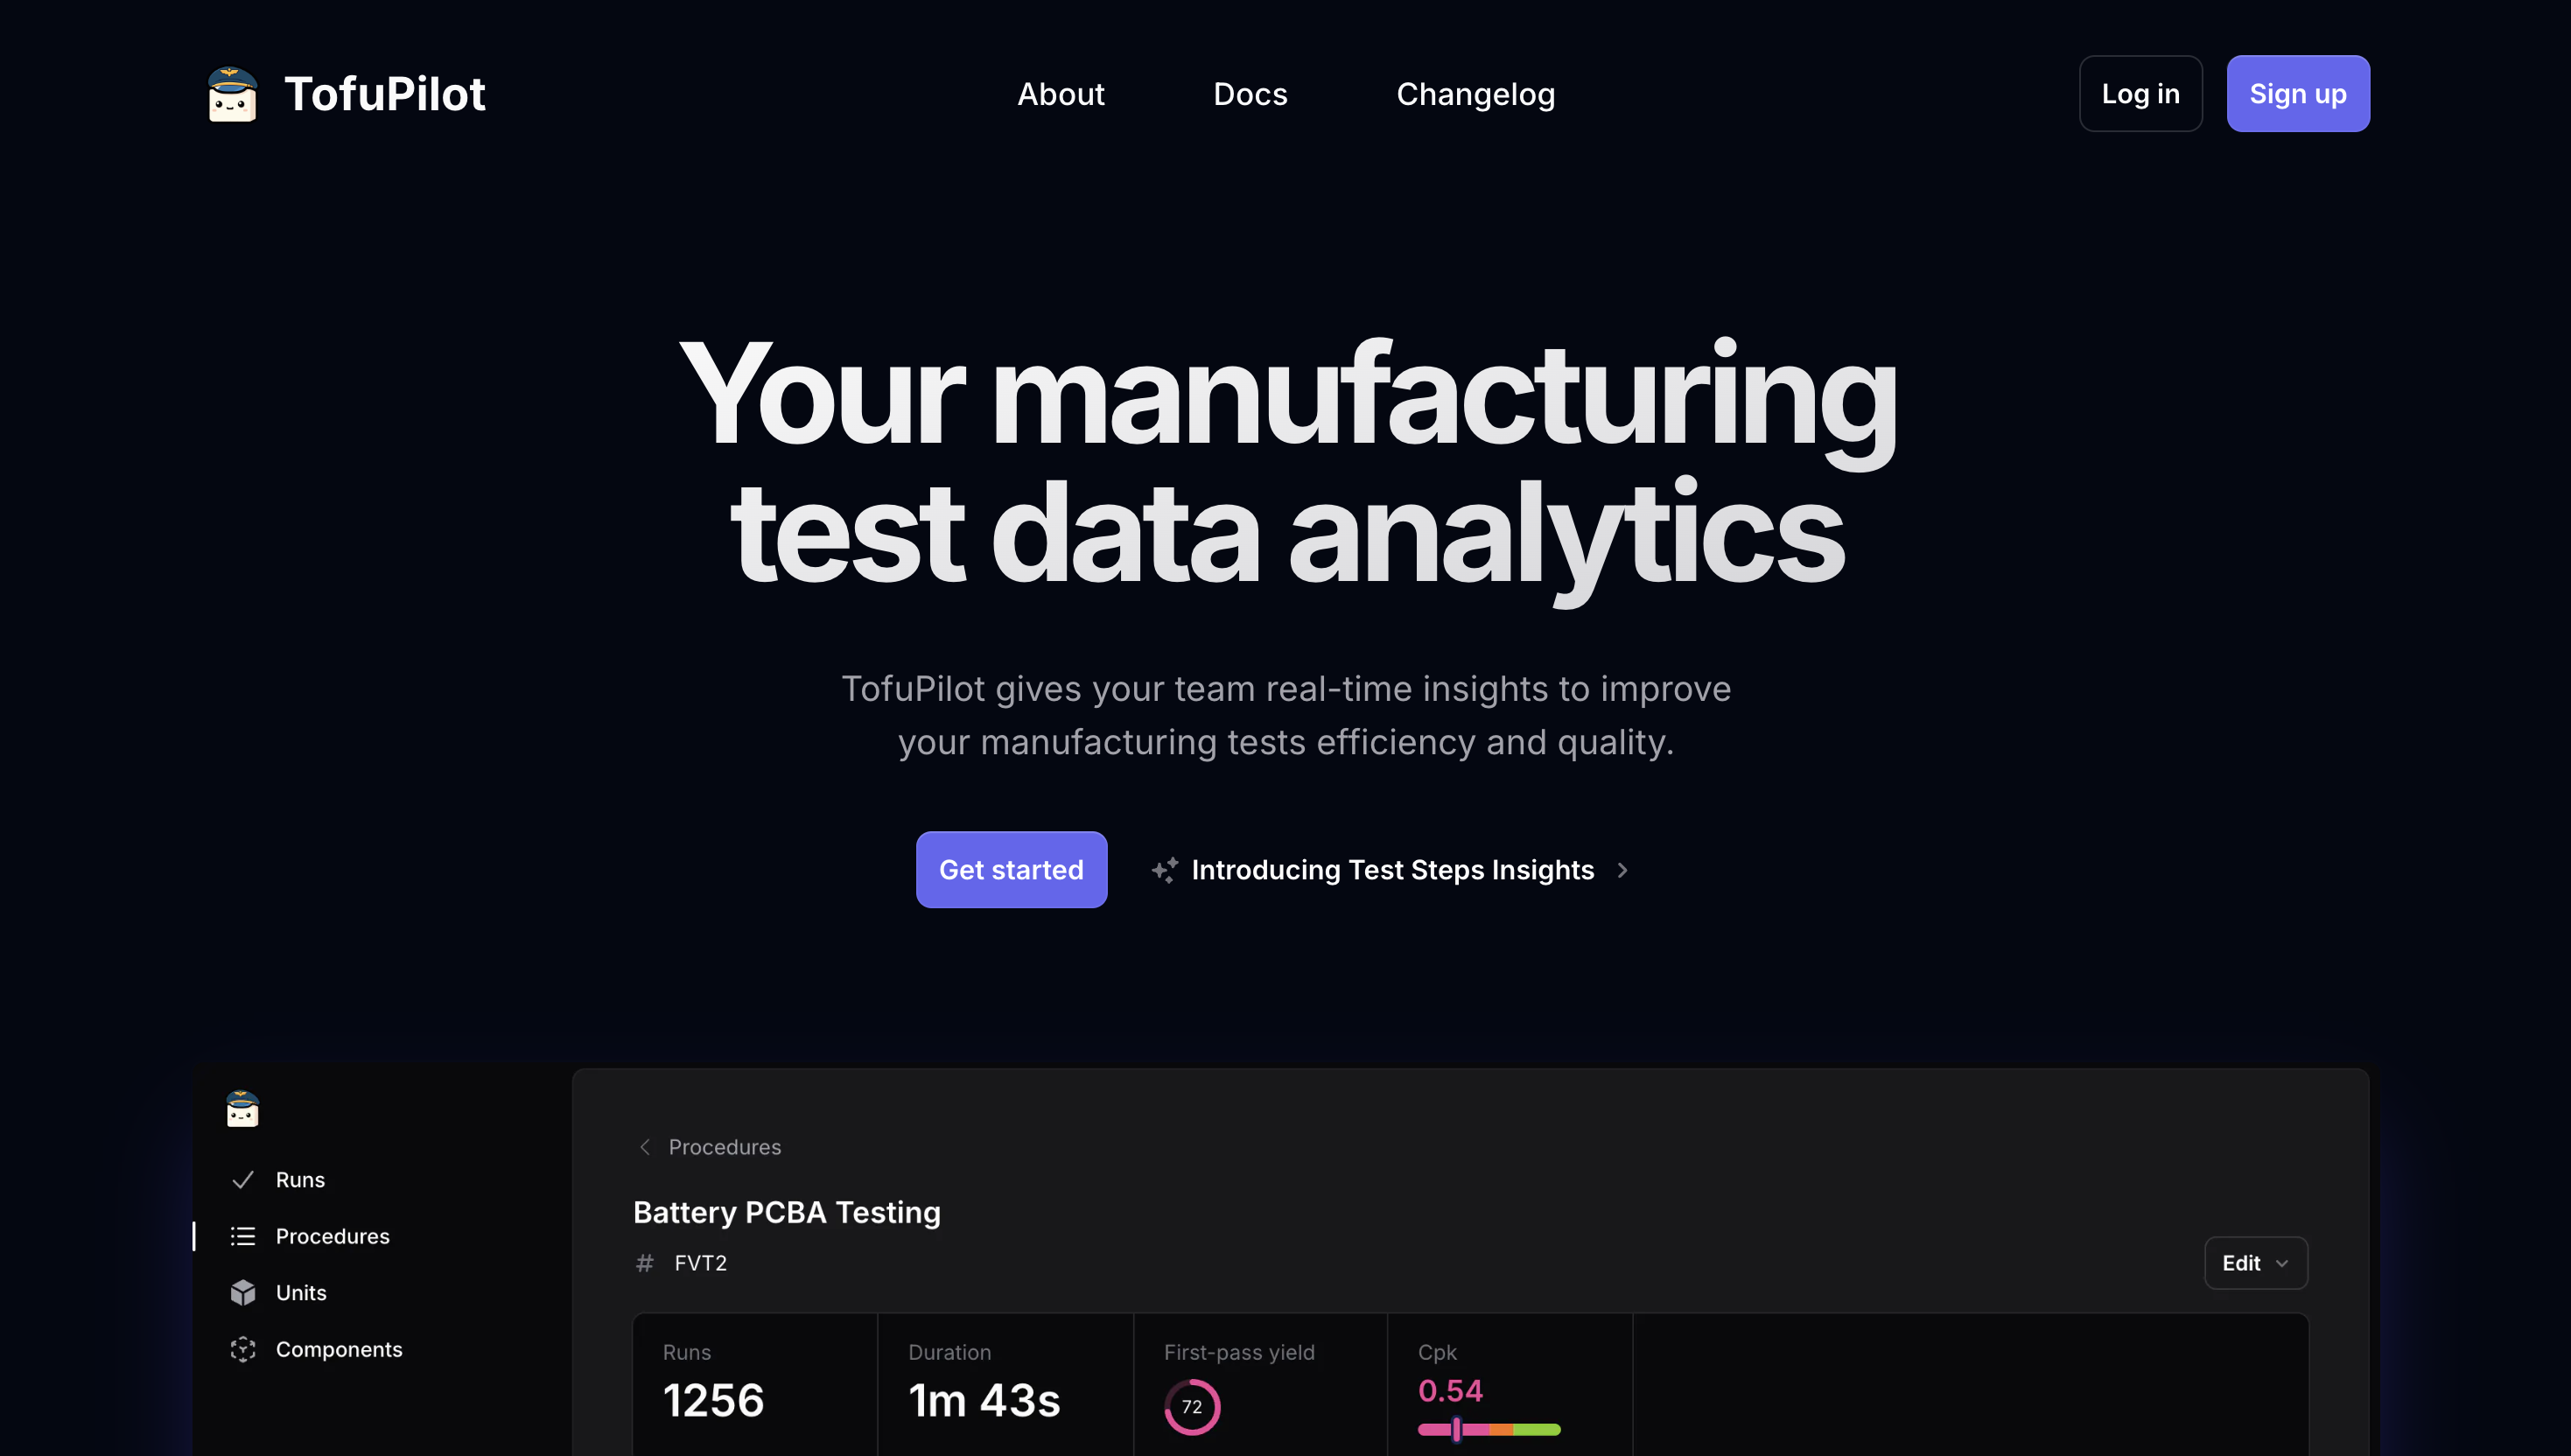 TofuPilot
About Docs Changelog
Log in Sign up
Your manufacturing
test data analytics
TofuPilot gives your team real-time insights to improve
your manufacturing tests efficiency and quality.
Get started Introducing Test Steps Insights
Runs
Procedures
Units
Components
Procedures
Battery PCBA Testing
# FVT2
Edit
Runs Duration First-pass yield Cpk
1256 1m 43s 72 0.54